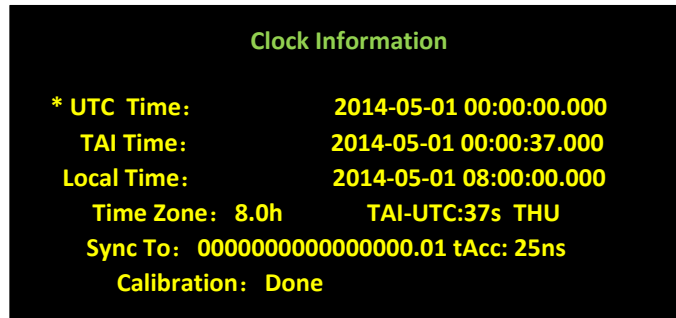 Clock Information
* UTC Time： 2014-05-01 00:00:00.000
TAI Time： 2014-05-01 00:00:37.000
Local Time： 2014-05-01 08:00:00.000
Time Zone：8.0h TAI-UTC:37s THU
Sync To：0000000000000000.01 tAcc: 25ns
Calibration：Done